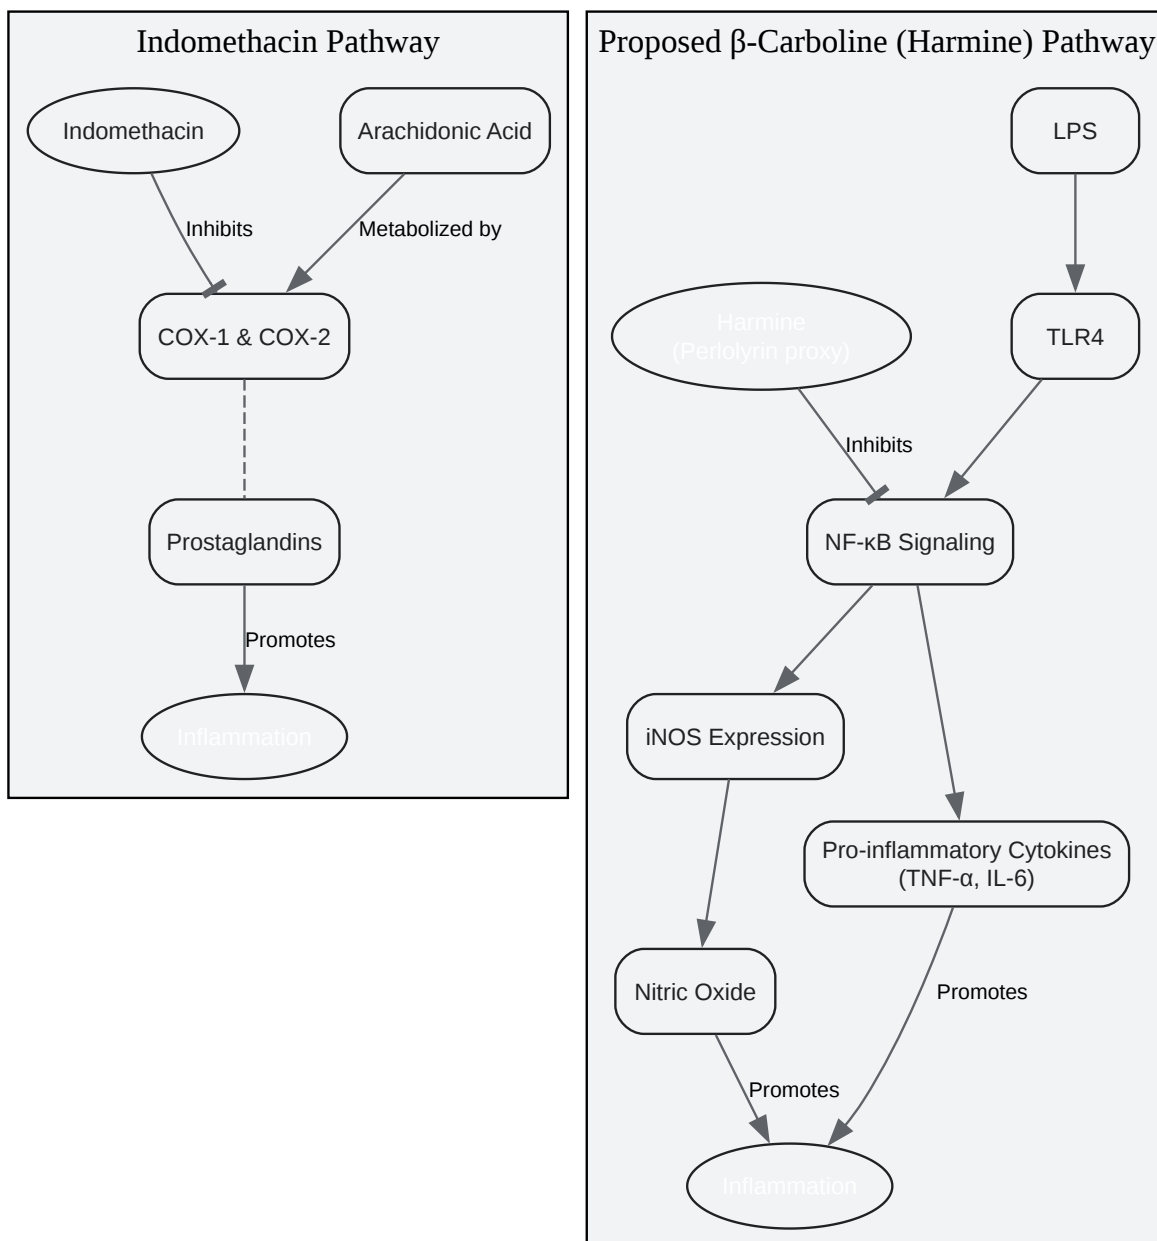 Indomethacin Pathway
Indomethacin
Arachidonic Acid
Inhibits
Metabolized by
COX-1 & COX-2
Prostaglandins
Promotes
Inflammation
Proposed β-Carboline (Harmine) Pathway
LPS
Harmine
(Perlolyrin proxy)
TLR4
Inhibits
NF-κB Signaling
iNOS Expression
Pro-inflammatory Cytokines
(TNF-α, IL-6)
Nitric Oxide
Promotes
Promotes
Inflammation